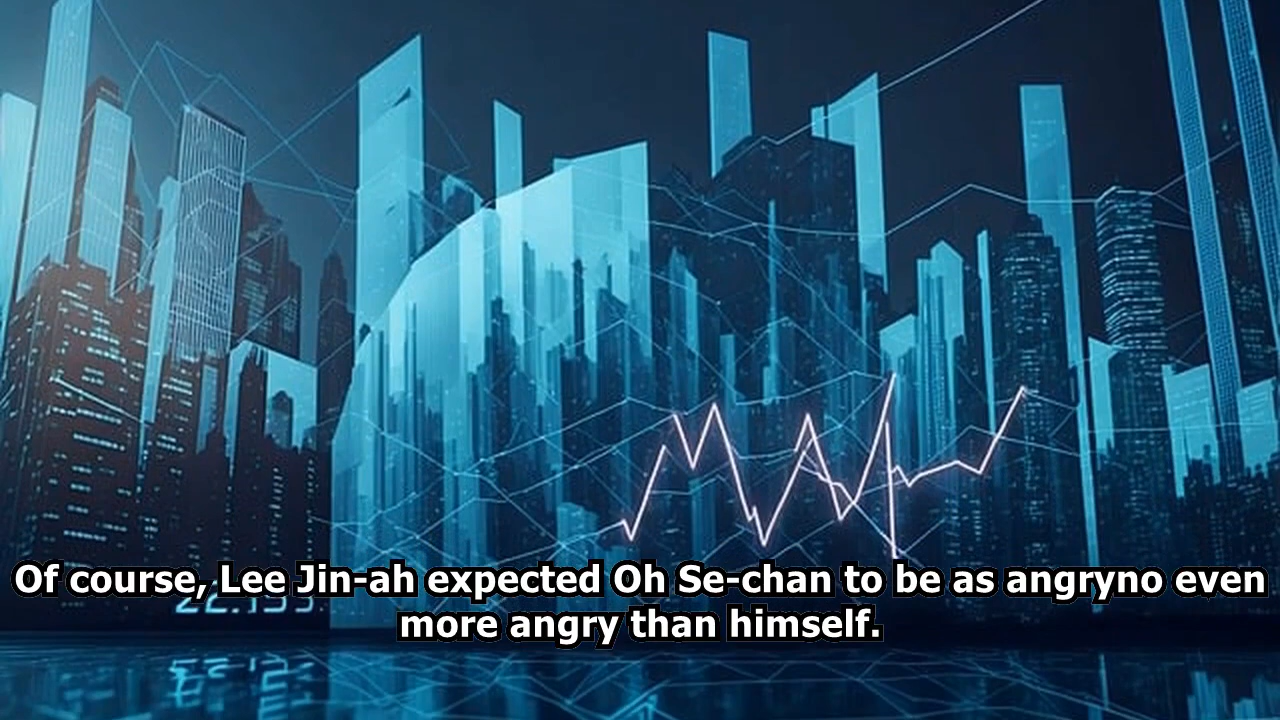 Of course, Lee Jin-ah expected Oh Se-chan to be as angryno even
more angry than himself.